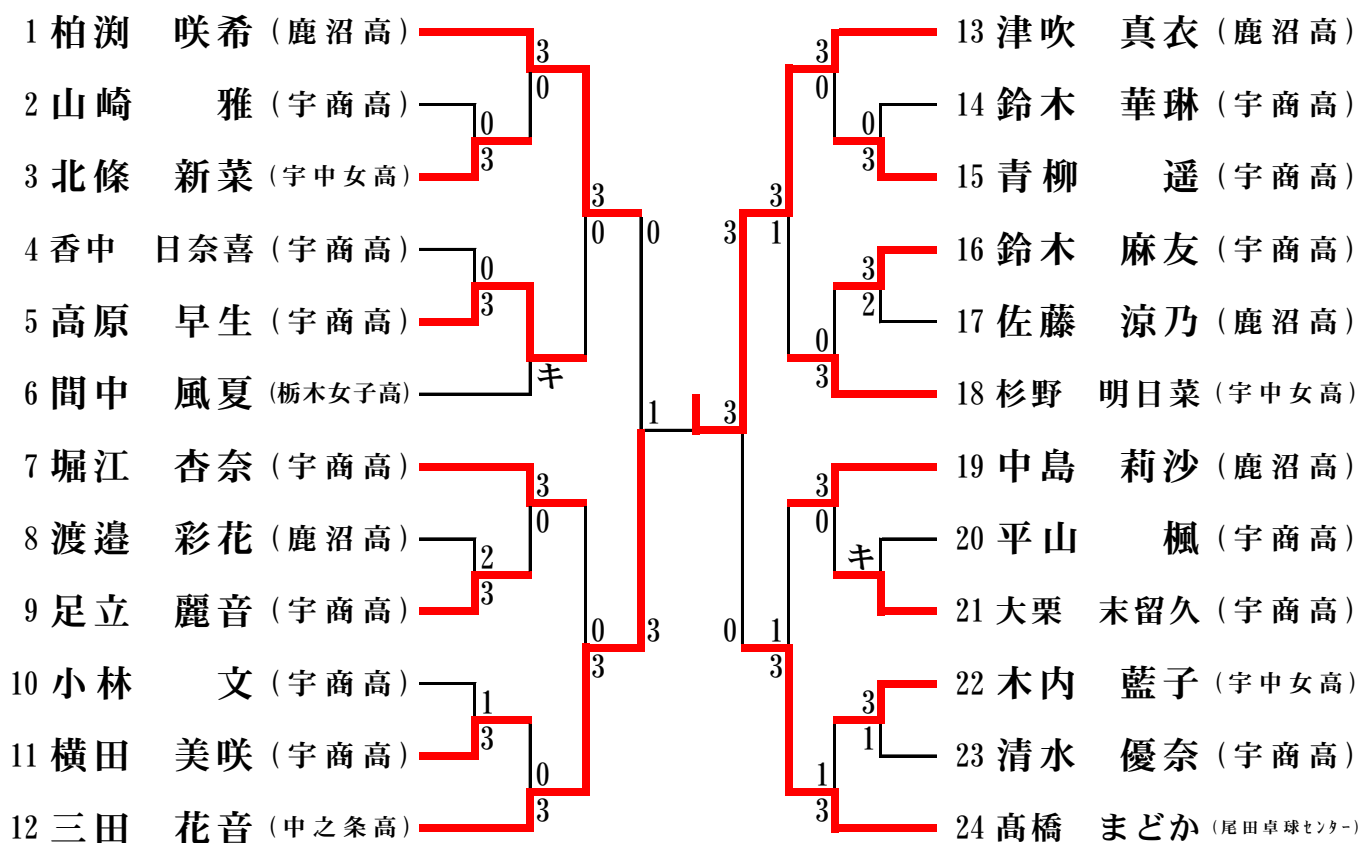 1 柏渕 咲希 (鹿沼高)
2 山崎 雅 (宇商高)
3 北條 新菜 (宇中女高)
4 香中 日奈喜 (宇商高)
5 高原 早生 (宇商高)
6 間中 風夏 (栃木女子高)
7 堀江 杏奈 (宇商高)
8 渡邉 彩花 (鹿沼高)
9 足立 麗音 (宇商高)
10 小林 文 (宇商高)
11 横田 美咲 (宇商高)
12 三田 花音 (中之条高)
3
0
0
3
3
0
0
3
キ
3
0
2
3
0
3
1
3
0
3
0
3
1
3
3
0
3
1
0
3
0
3
3
2
0
3
3
0
キ
1
3
3
1
1
3
13 津吹 真衣 (鹿沼高)
14 鈴木 華琳 (宇商高)
15 青柳 遥 (宇商高)
16 鈴木 麻友 (宇商高)
17 佐藤 涼乃 (鹿沼高)
18 杉野 明日菜 (宇中女高)
19 中島 莉沙 (鹿沼高)
20 平山 楓 (宇商高)
21 大栗 末留久 (宇商高)
22 木内 藍子 (宇中女高)
23 清水 優奈 (宇商高)
24 髙橋 まどか (尾田卓球センター)